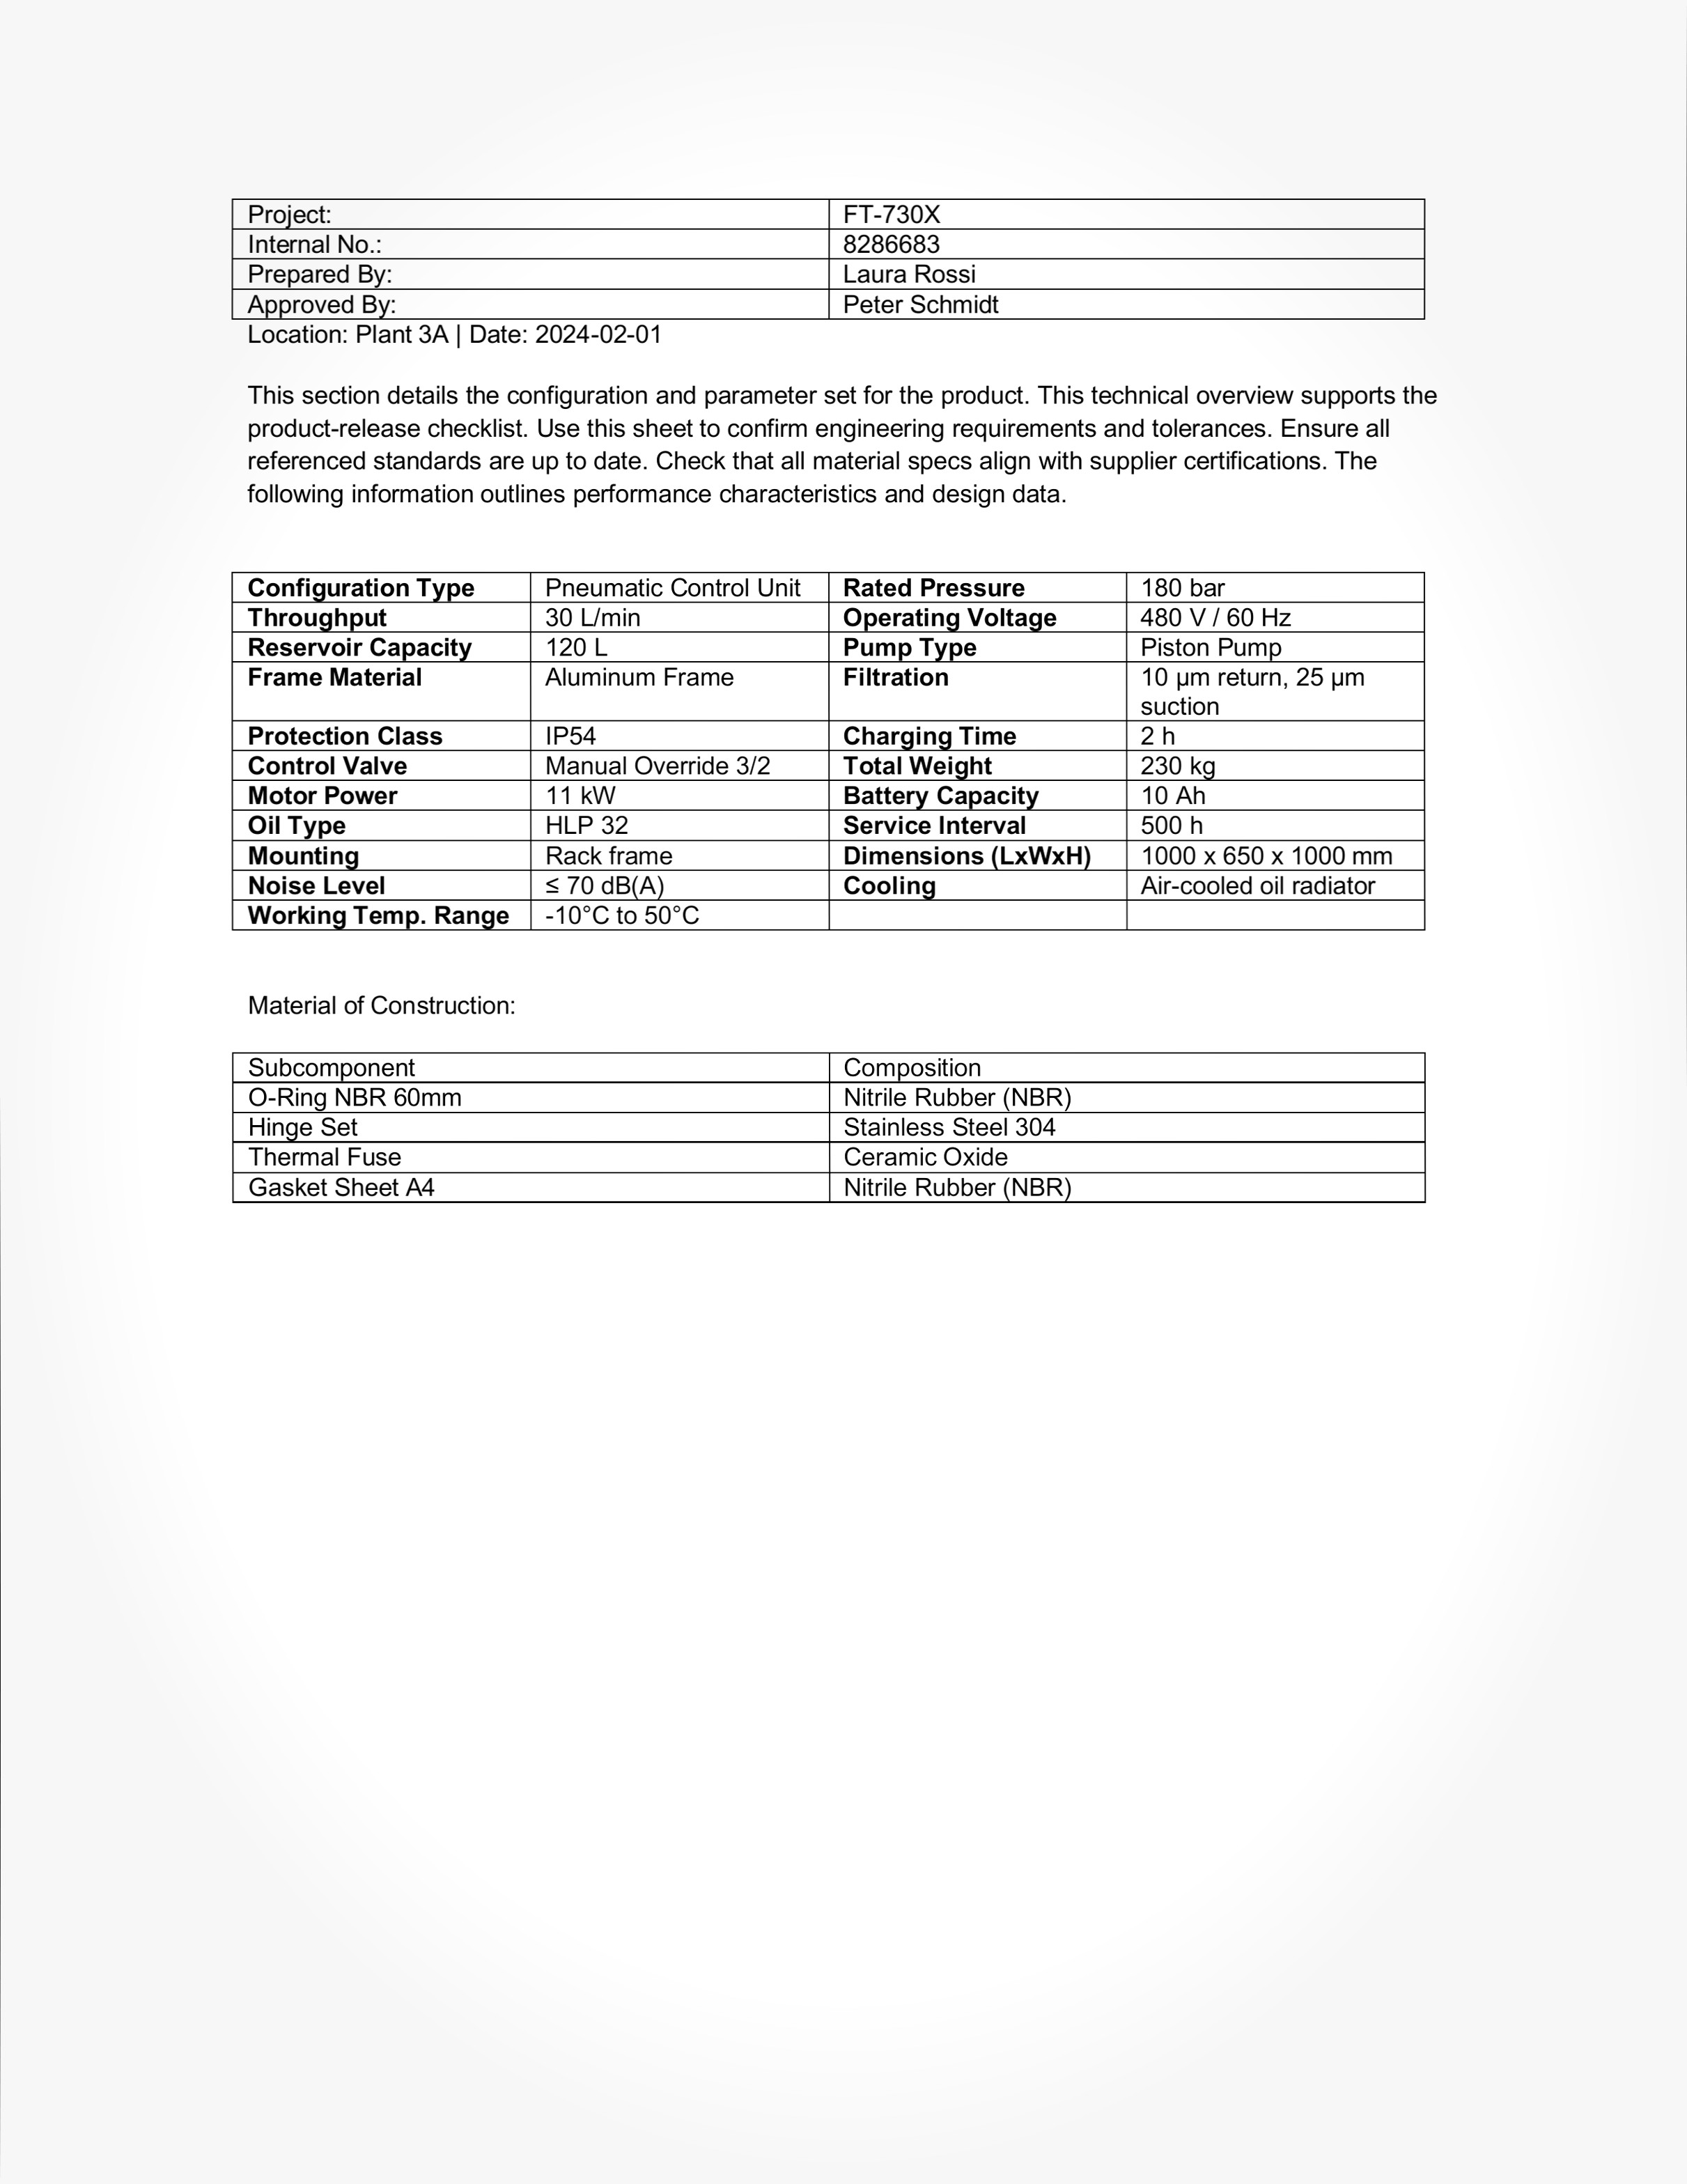 Project: FT-730X
Internal No.: 8286683
Prepared By: Laura Rossi
Approved By: Peter Schmidt
Location: Plant 3A | Date: 2024-02-01
This section details the configuration and parameter set for the product. This technical overview supports the
product-release checklist. Use this sheet to confirm engineering requirements and tolerances. Ensure all
referenced standards are up to date. Check that all material specs align with supplier certifications. The
following information outlines performance characteristics and design data.
Configuration Type Pneumatic Control Unit Rated Pressure 180 bar
Throughput 30 L/min Operating Voltage 480 V / 60 Hz
Reservoir Capacity 120 L Pump Type Piston Pump
Frame Material Aluminum Frame Filtration 10 µm return, 25 µm
suction
Protection Class IP54 Charging Time 2 h
Control Valve Manual Override 3/2 Total Weight 230 kg
Motor Power 11 kW Battery Capacity 10 Ah
Oil Type HLP 32 Service Interval 500 h
Mounting Rack frame Dimensions (LxWxH) 1000 x 650 x 1000 mm
Noise Level ≤ 70 dB(A) Cooling Air-cooled oil radiator
Working Temp. Range -10°C to 50°C
Material of Construction:
Subcomponent Composition
O-Ring NBR 60mm Nitrile Rubber (NBR)
Hinge Set Stainless Steel 304
Thermal Fuse Ceramic Oxide
Gasket Sheet A4 Nitrile Rubber (NBR)